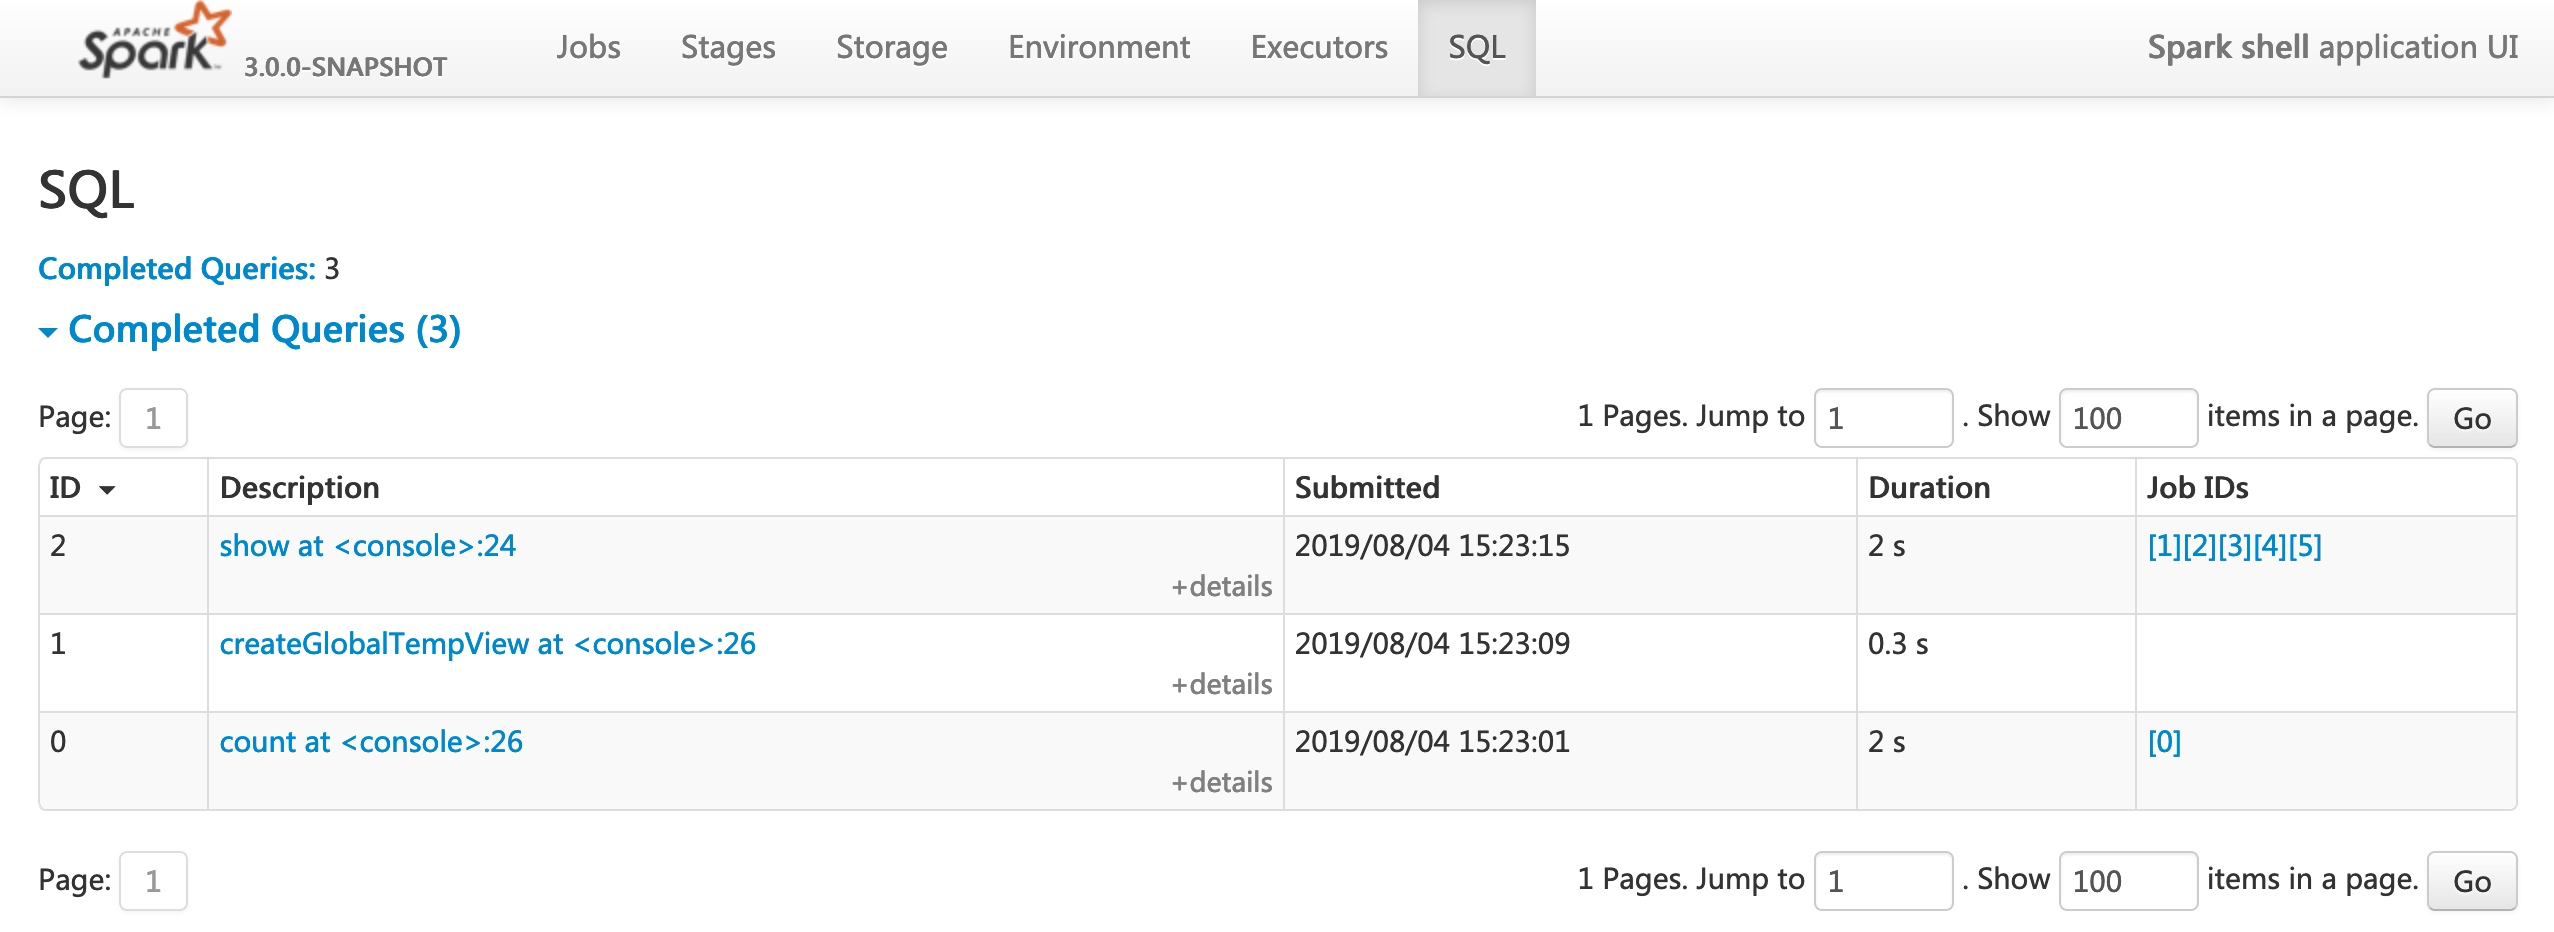 APACHE
Spark™ 3.0.0-SNAPSHOT Jobs Stages Storage Environment Executors SQL Spark shell application UI
SQL
Completed Queries: 3
Completed Queries (3)
Page: 1 1 Pages. Jump to 1 . Show 100 items in a page. Go
ID Description Submitted Duration Job IDs
2 show at <console>:24 2019/08/04 15:23:15 2 s [1][2][3][4][5]
+details
1 createGlobalTempView at <console>:26 2019/08/04 15:23:09 0.3 s
+details
0 count at <console>:26 2019/08/04 15:23:01 2 s [0]
+details
Page: 1 1 Pages. Jump to 1 . Show 100 items in a page. Go